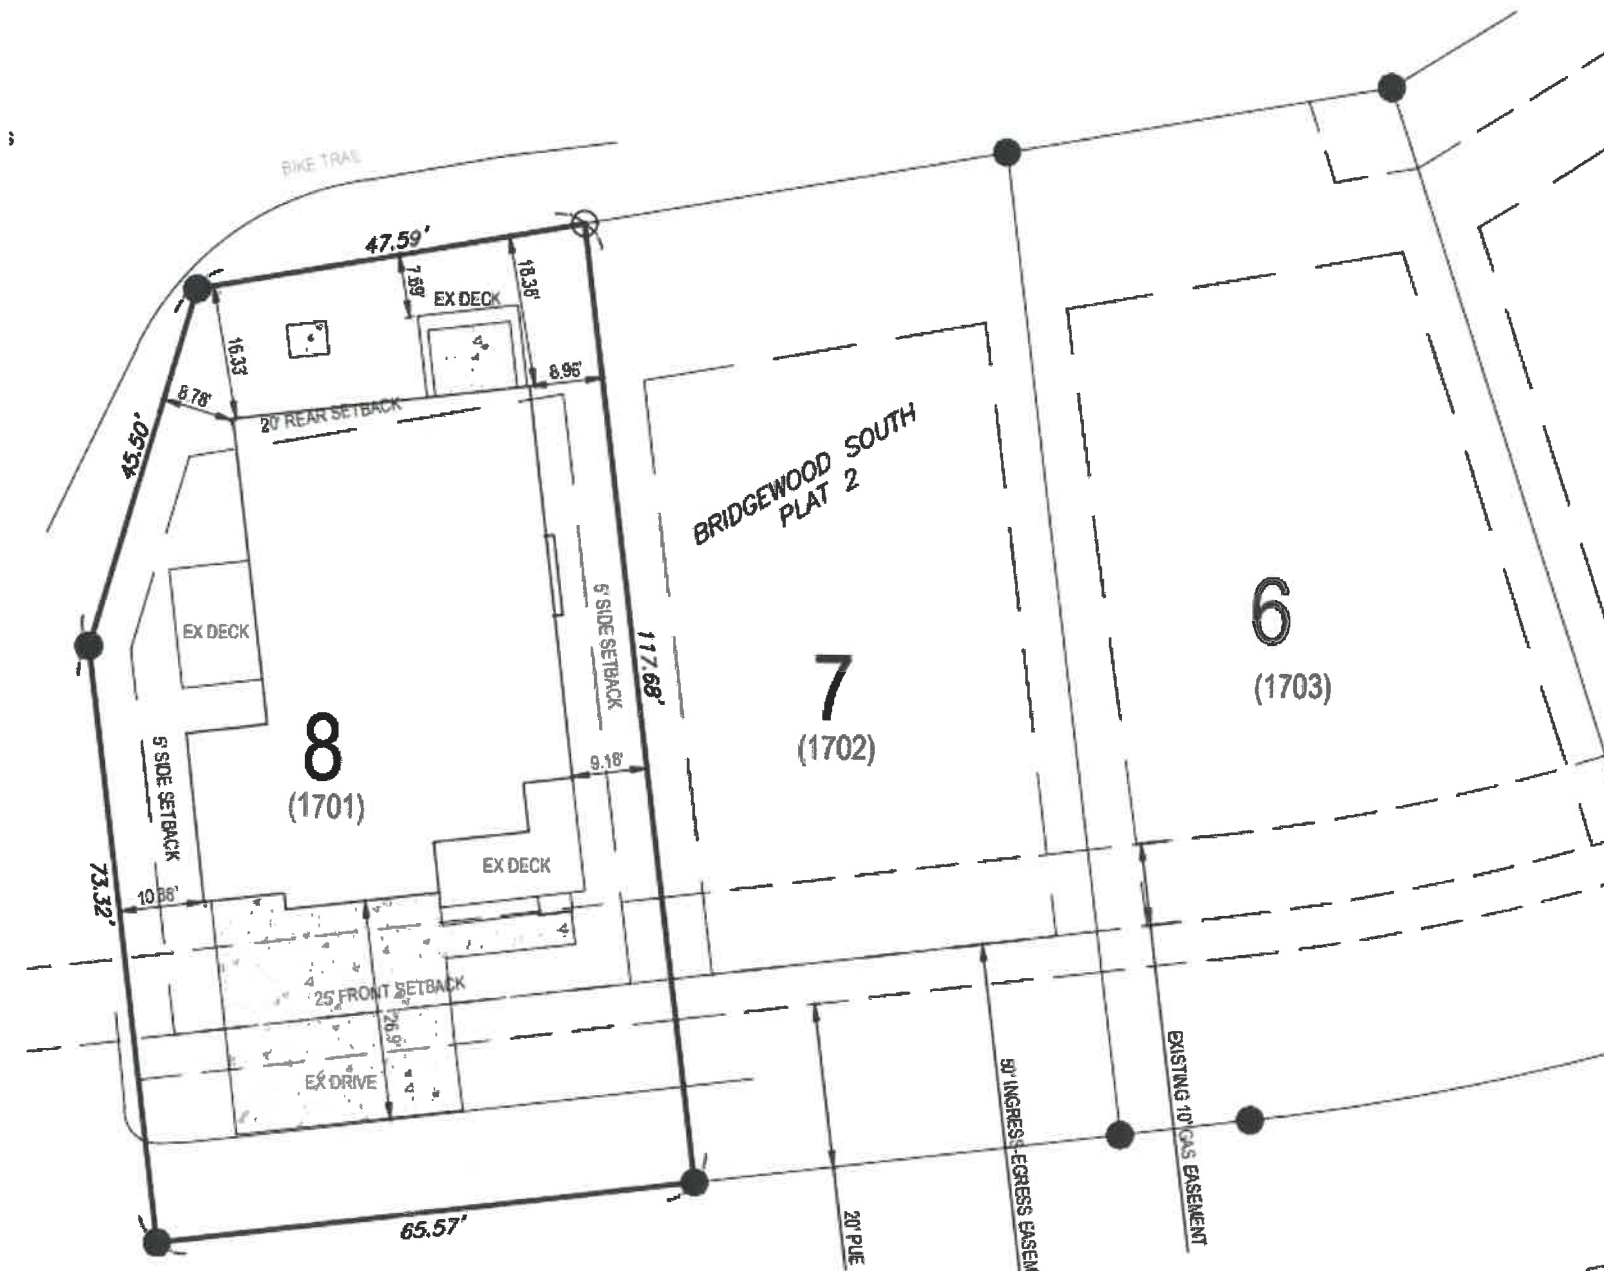 BIKE TRAIL
47.59'
7.69'
18.38'
EX DECK
16.33'
8.78'
8.96'
20' REAR SETBACK
45.50'
BRIDGEWOOD SOUTH
PLAT 2
EX DECK
5' SIDE SETBACK
117.68'
6
(1703)
7
(1702)
8
(1701)
5' SIDE SETBACK
9.18'
EX DECK
73.32'
25' FRONT SETBACK
26.9'
EX DRIVE
65.57'
20' PUE
50' INGRESS-EGRESS EASEM
EXISTING 10' GAS EASEMENT